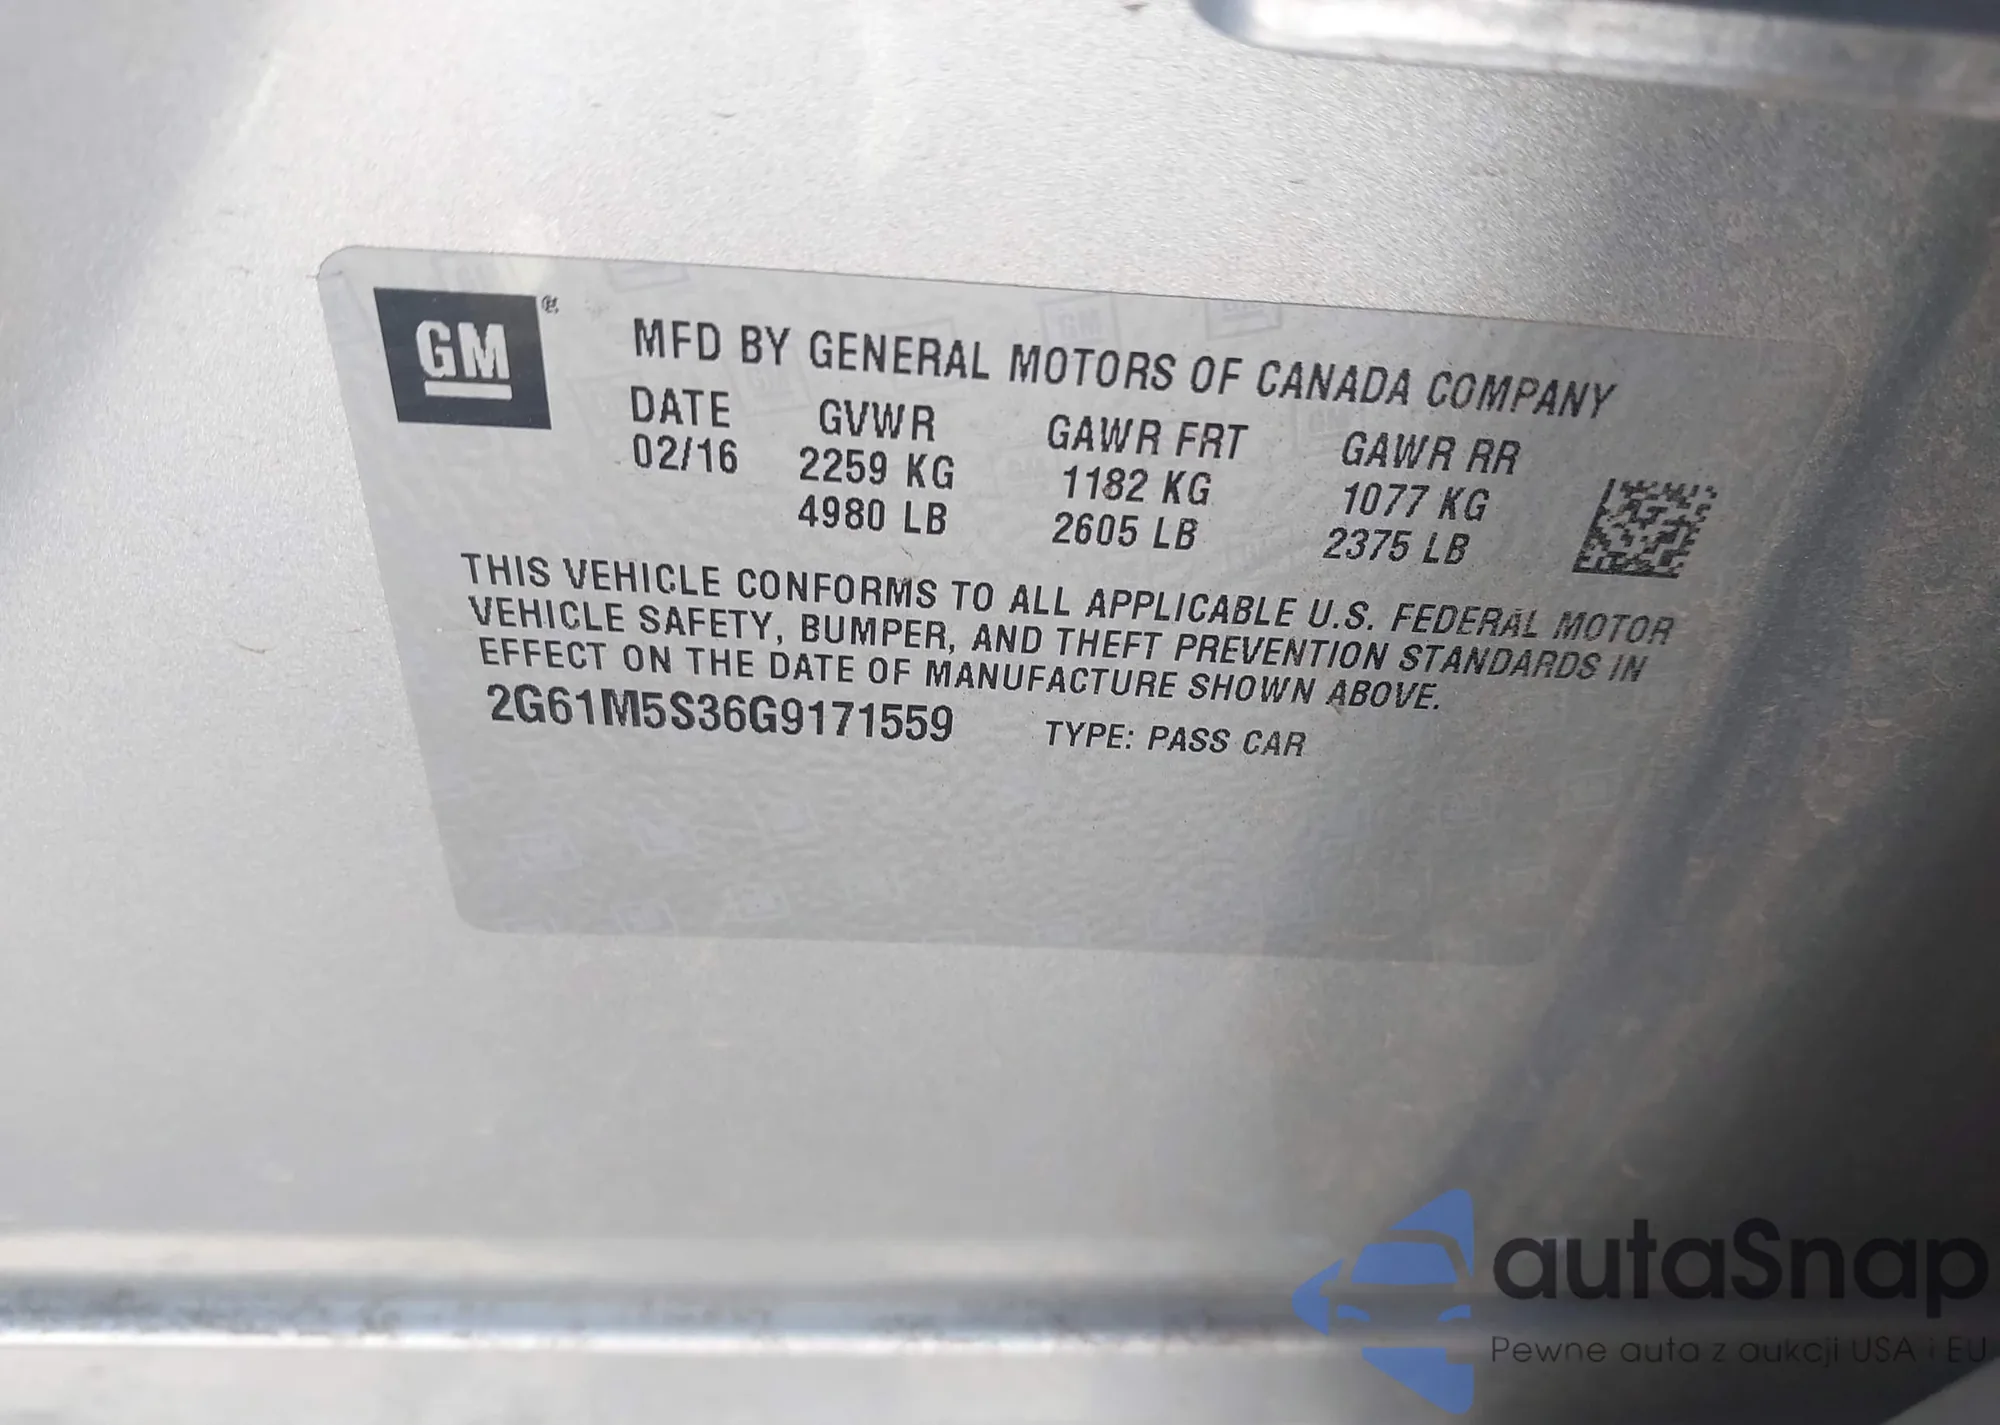 GM ®
MFD BY GENERAL MOTORS OF CANADA COMPANY
DATE GVWR GAWR FRT GAWR RR
02/16 2259 KG 1182 KG 1077 KG
4980 LB 2605 LB 2375 LB
THIS VEHICLE CONFORMS TO ALL APPLICABLE U.S. FEDERAL MOTOR
VEHICLE SAFETY, BUMPER, AND THEFT PREVENTION STANDARDS IN
EFFECT ON THE DATE OF MANUFACTURE SHOWN ABOVE.
2G61M5S36G9171559 TYPE: PASS CAR
autaSnap
Pewne auta z aukcji USA i EU